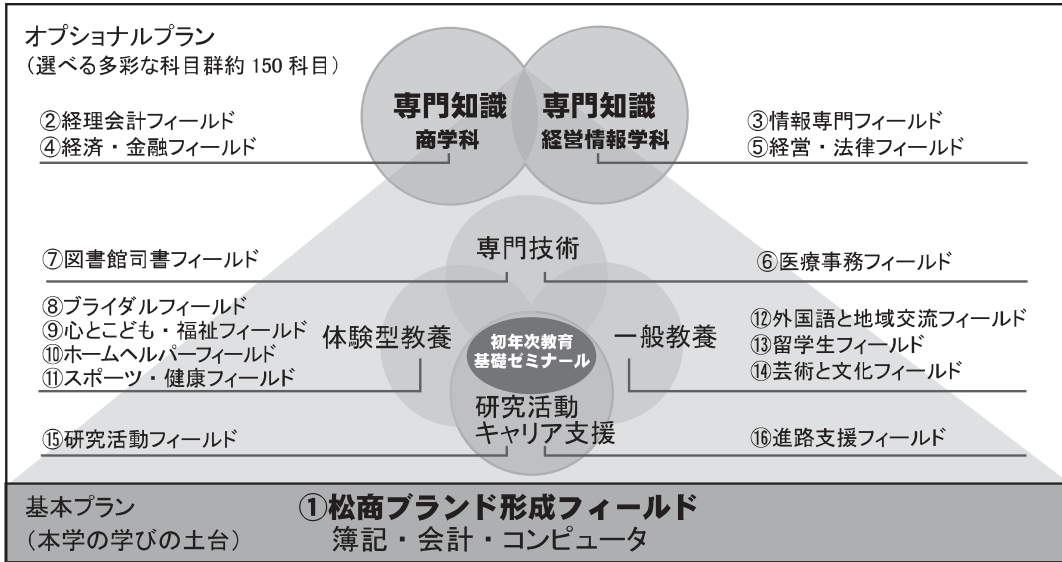 オプショナルプラン
（選べる多彩な科目群約 150 科目）
専門知識
商学科
専門知識
経営情報学科
②経理会計フィールド
④経済・金融フィールド
③情報専門フィールド
⑤経営・法律フィールド
専門技術
⑦図書館司書フィールド
⑥医療事務フィールド
⑧ブライダルフィールド
⑨心とこども・福祉フィールド
⑩ホームヘルパーフィールド
⑪スポーツ・健康フィールド
体験型教養
初年次教育
基礎ゼミナール
一般教養
⑫外国語と地域交流フィールド
⑬留学生フィールド
⑭芸術と文化フィールド
研究活動
キャリア支援
⑮研究活動フィールド
⑯進路支援フィールド
基本プラン
（本学の学びの土台）
①松商ブランド形成フィールド
簿記・会計・コンピュータ